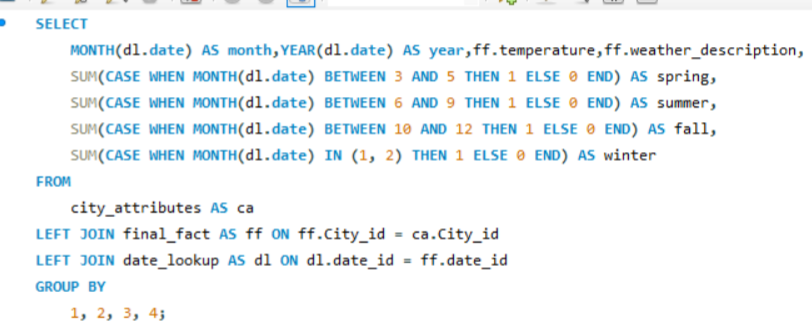 SELECT
MONTH(dl.date) AS month,YEAR(dl.date) AS year,ff.temperature,ff.weather_description,
SUM(CASE WHEN MONTH(dl.date) BETWEEN 3 AND 5 THEN 1 ELSE 0 END) AS spring,
SUM(CASE WHEN MONTH(dl.date) BETWEEN 6 AND 9 THEN 1 ELSE 0 END) AS summer,
SUM(CASE WHEN MONTH(dl.date) BETWEEN 10 AND 12 THEN 1 ELSE 0 END) AS fall,
SUM(CASE WHEN MONTH(dl.date) IN (1, 2) THEN 1 ELSE 0 END) AS winter
FROM
city_attributes AS ca
LEFT JOIN final_fact AS ff ON ff.City_id = ca.City_id
LEFT JOIN date_lookup AS dl ON dl.date_id = ff.date_id
GROUP BY
1, 2, 3, 4;